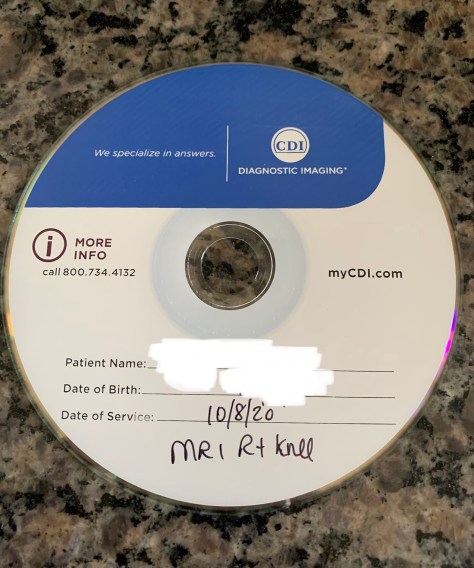 We specialize in answers.
CDI
DIAGNOSTIC IMAGING®
i
MORE
INFO
call 800.734.4132
myCDI.com
Patient Name:
Date of Birth:
Date of Service: 10/8/20
MRI Rt Knee